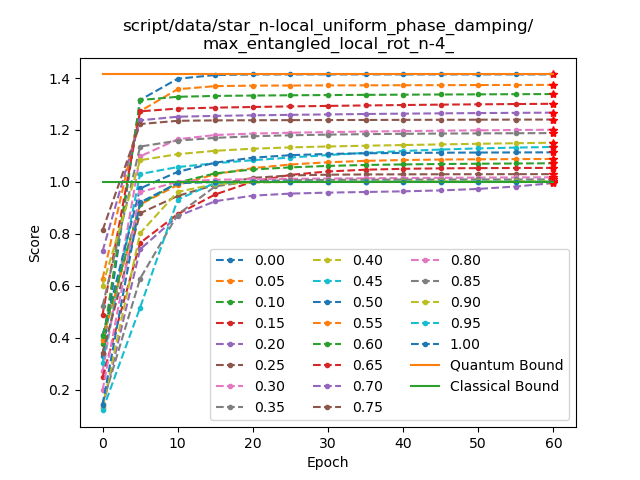 script/data/star_n-local_uniform_phase_damping/
max_entangled_local_rot_n-4_
Score
1.4
1.2
1.0
0.8
0.6
0.4
0.2
0.00 0.40 0.80
0.05 0.45 0.85
0.10 0.50 0.90
0.15 0.55 0.95
0.20 0.60 1.00
0.25 0.65 Quantum Bound
0.30 0.70 Classical Bound
0.35 0.75
0 10 20 30 40 50 60
Epoch